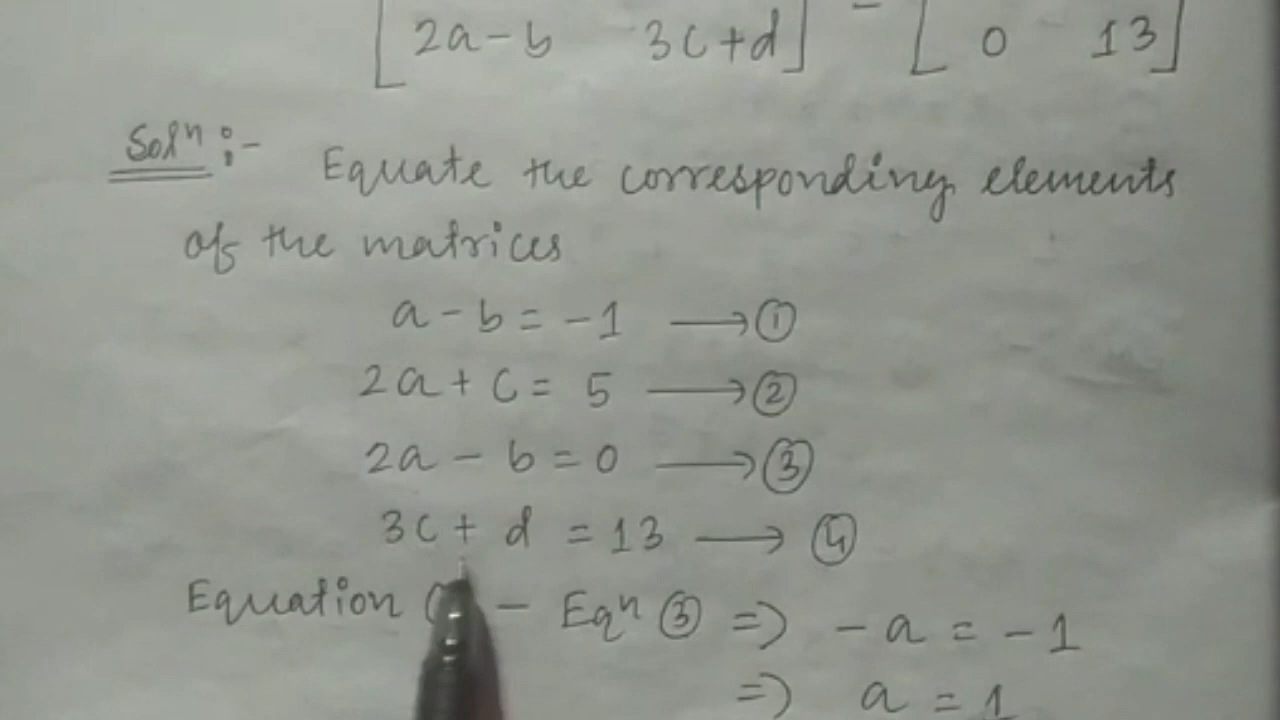 [2a-b 3c+d] = [0 13]
Solⁿ :- Equate the corresponding elements
of the matrices
a - b = -1 → ①
2a + c = 5 → ②
2a - b = 0 → ③
3c + d = 13 → ④
Equation - Eqⁿ ③ ⇒ -a = -1
⇒ a = 1